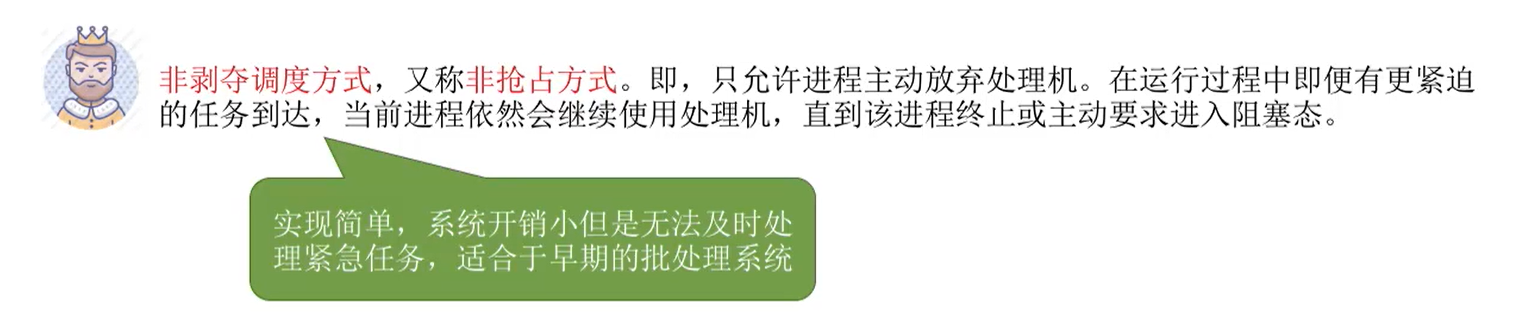 非剥夺调度方式，又称非抢占方式。即，只允许进程主动放弃处理机。在运行过程中即便有更紧迫
的任务到达，当前进程依然会继续使用处理机，直到该进程终止或主动要求进入阻塞态。
实现简单，系统开销小但是无法及时处
理紧急任务，适合于早期的批处理系统